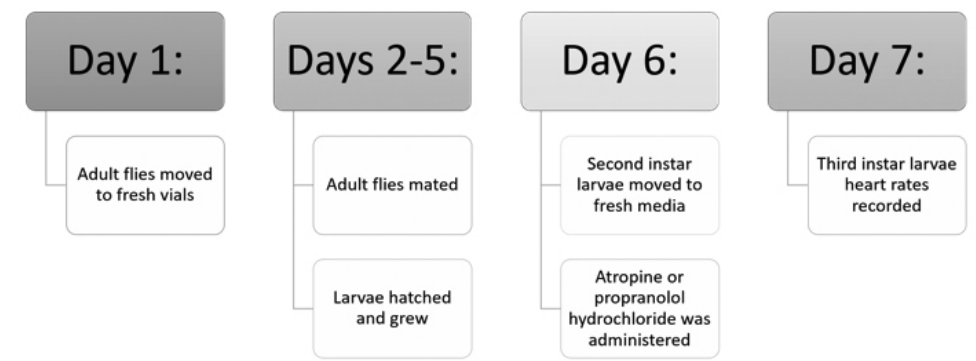 Day 1:
Adult flies moved
to fresh vials
Days 2-5:
Adult flies mated
Larvae hatched
and grew
Day 6:
Second instar
larvae moved to
fresh media
Atropine or
propranolol
hydrochloride was
administered
Day 7:
Third instar larvae
heart rates
recorded